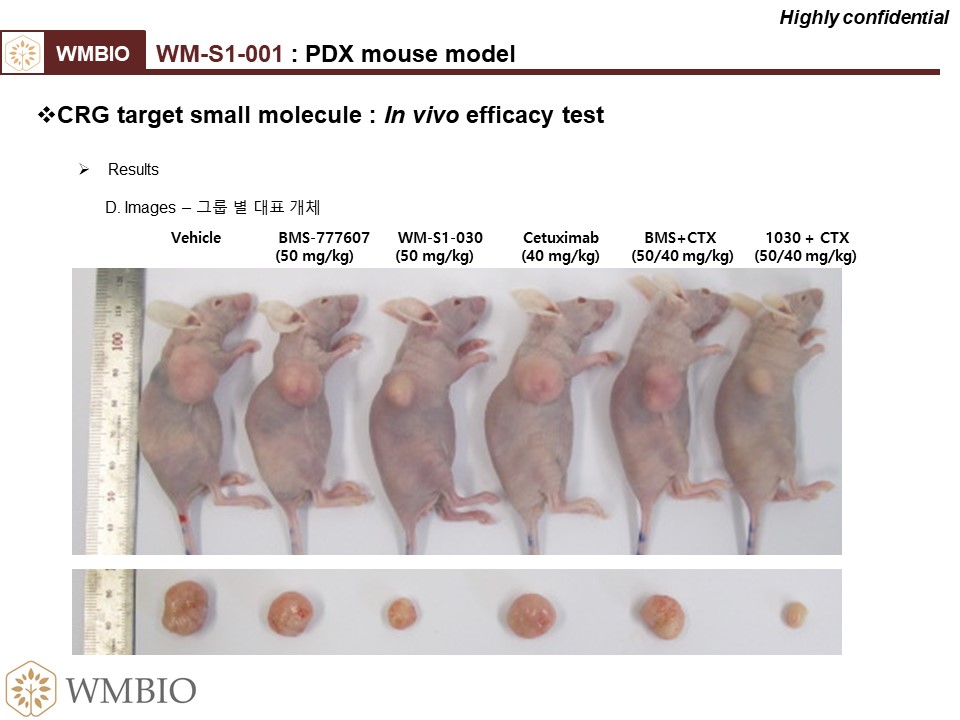 Highly confidential
WMBIO
WM-S1-001 : PDX mouse model
❖CRG target small molecule : In vivo efficacy test
➢ Results
D. Images – 그룹 별 대표 개체
Vehicle BMS-777607 WM-S1-030 Cetuximab BMS+CTX 1030 + CTX
(50 mg/kg) (50 mg/kg) (40 mg/kg) (50/40 mg/kg) (50/40 mg/kg)
100
50
WMBIO